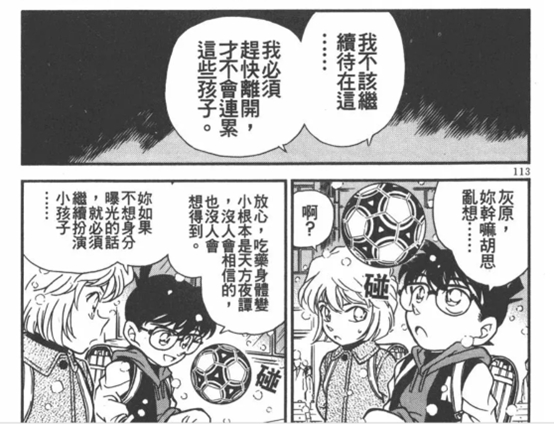 我不該繼
續待在這
……
我必須
趕快離開，
才不會連累
這些孩子。
113
灰原，
妳幹嘛胡思
亂想……
碰
啊？
放心，吃藥身體變
小根本是天方夜譚
，沒人會相信的，
也沒人會
想得到。
碰
妳如果
不想身分
曝光的話
，就必須
繼續扮演
小孩子
……